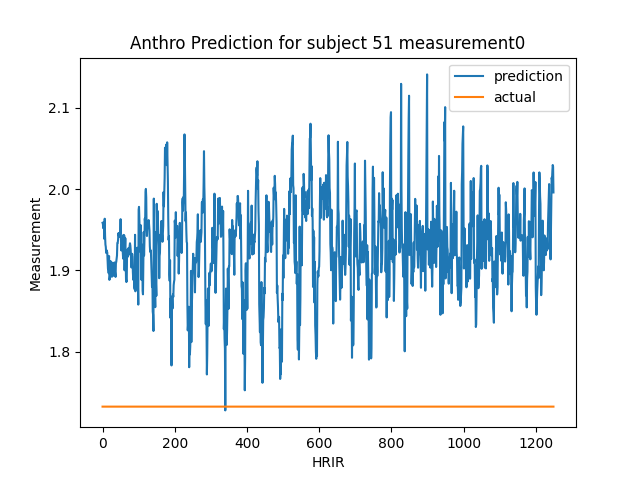 Anthro Prediction for subject 51 measurement0
prediction
actual
Measurement
2.1
2.0
1.9
1.8
0
200
400
600
800
1000
1200
HRIR